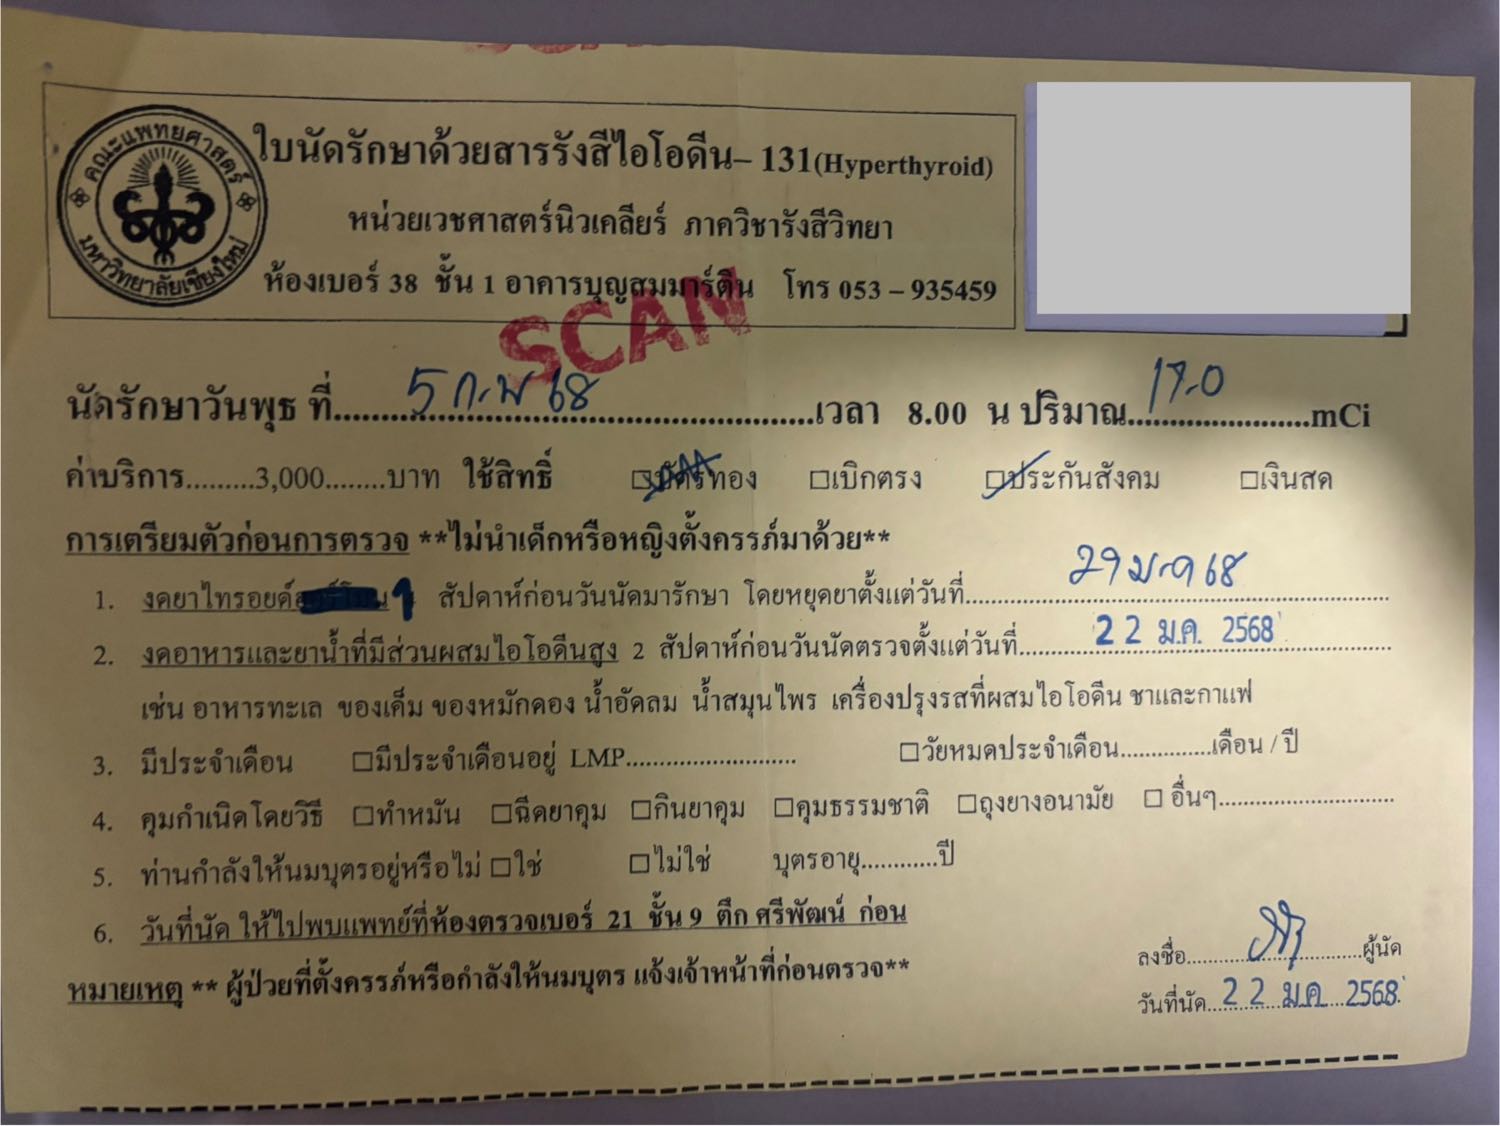 คณะแพทยศาสตร์
มหาวิทยาลัยเชียงใหม่
ใบนัดรักษาด้วยสารรังสีไอโอดีน– 131(Hyperthyroid)
หน่วยเวชศาสตร์นิวเคลียร์ ภาควิชารังสีวิทยา
ห้องเบอร์ 38 ชั้น 1 อาคารบุญสมมาร์ติน โทร 053 – 935459
SCAN
นัดรักษาวันพุธ ที่.....5 ก.พ 68.....เวลา 8.00 น ปริมาณ.....mCi
ค่าบริการ.........3,000........บาท ใช้สิทธิ์ ☐บัตรทอง ☐เบิกตรง ☑ประกันสังคม ☐เงินสด
การเตรียมตัวก่อนการตรวจ **ไม่นำเด็กหรือหญิงตั้งครรภ์มาด้วย**
1. งดยาไทรอยด์ 1 สัปดาห์ก่อนวันนัดมารักษา โดยหยุดยาตั้งแต่วันที่.....29 ม.ค 68
2. งดอาหารและยาน้ำที่มีส่วนผสมไอโอดีนสูง 2 สัปดาห์ก่อนวันนัดตรวจตั้งแต่วันที่.....22 ม.ค. 2568
เช่น อาหารทะเล ของเค็ม ของหมักดอง น้ำอัดลม น้ำสมุนไพร เครื่องปรุงรสที่ผสมไอโอดีน ชาและกาแฟ
3. มีประจำเดือน ☐มีประจำเดือนอยู่ LMP......................... ☐วัยหมดประจำเดือน..............เดือน / ปี
4. คุมกำเนิดโดยวิธี ☐ทำหมัน ☐ฉีดยาคุม ☐กินยาคุม ☐คุมธรรมชาติ ☐ถุงยางอนามัย ☐ อื่นๆ.........................
5. ท่านกำลังให้นมบุตรอยู่หรือไม่ ☐ใช่ ☐ไม่ใช่ บุตรอายุ............ปี
6. วันที่นัด ให้ไปพบแพทย์ที่ห้องตรวจเบอร์ 21 ชั้น 9 ตึก ศรีพัฒน์ ก่อน
หมายเหตุ ** ผู้ป่วยที่ตั้งครรภ์หรือกำลังให้นมบุตร แจ้งเจ้าหน้าที่ก่อนตรวจ**
ลงชื่อ.........................ผู้นัด
วันที่นัด...22 ม.ค. 2568